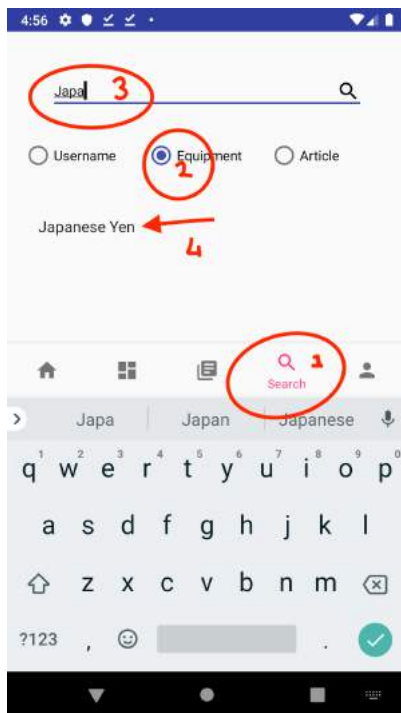 4:56
Japa 3
Username Equipment Article
2
Japanese Yen
4
1
Search
Japa Japan Japanese
1 2 3 4 5 6 7 8 9 0
q w e r t y u i o p
a s d f g h j k l
z x c v b n m
?123 , .